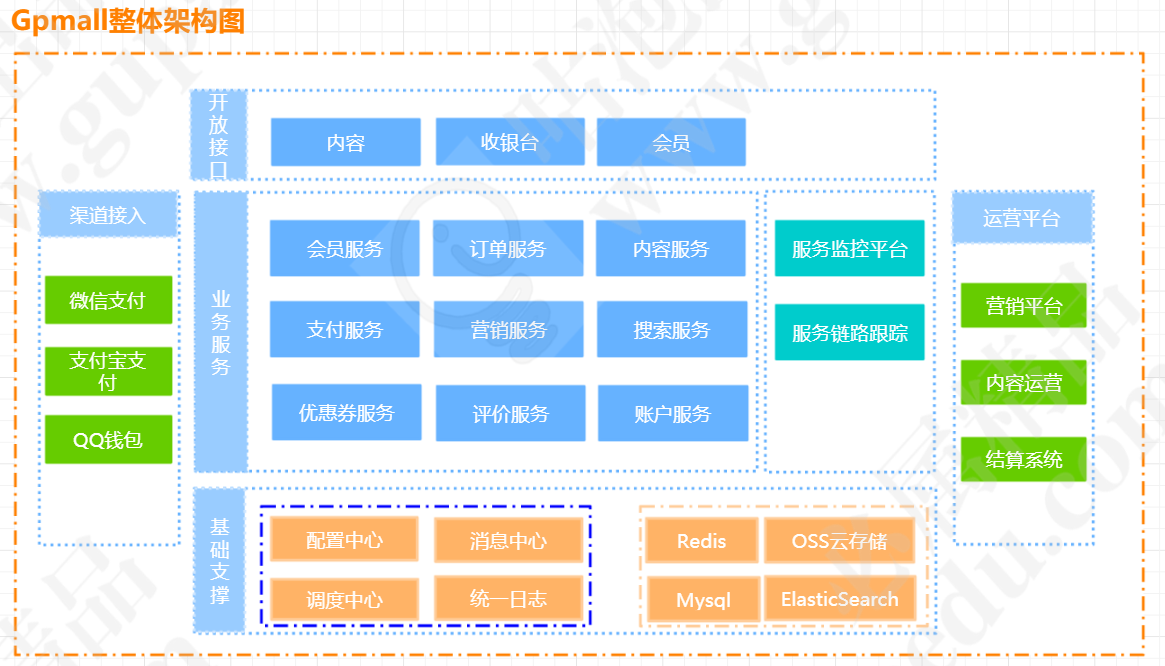 Gpmall整体架构图
开放接口
内容
收银台
会员
渠道接入
微信支付
支付宝支
付
QQ钱包
业务服务
会员服务
订单服务
内容服务
支付服务
营销服务
搜索服务
优惠券服务
评价服务
账户服务
服务监控平台
服务链路跟踪
运营平台
营销平台
内容运营
结算系统
基础支撑
配置中心
消息中心
调度中心
统一日志
Redis
OSS云存储
Mysql
ElasticSearch